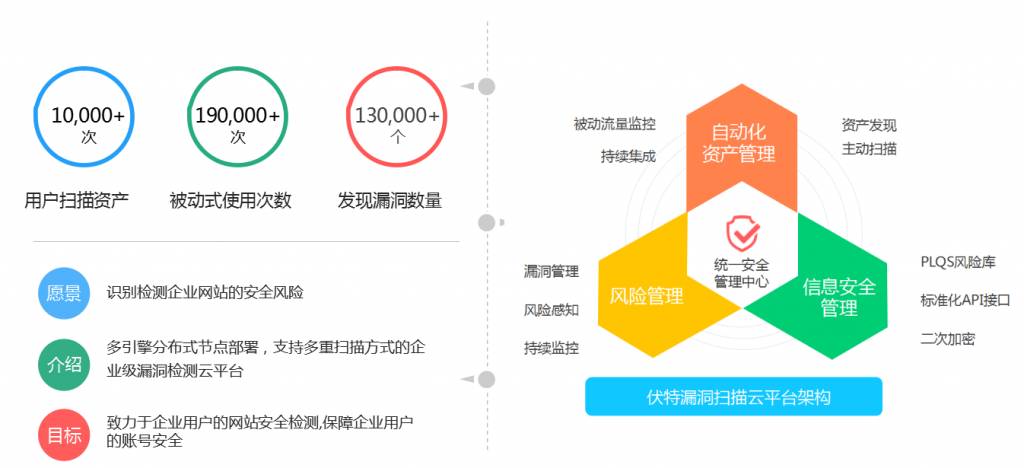 10,000+
次
用户扫描资产
190,000+
次
被动式使用次数
130,000+
个
发现漏洞数量
愿景
识别检测企业网站的安全风险
介绍
多引擎分布式节点部署，支持多重扫描方式的企
业级漏洞检测云平台
目标
致力于企业用户的网站安全检测,保障企业用户
的账号安全
被动流量监控
持续集成
自动化
资产管理
资产发现
主动扫描
统一安全
管理中心
漏洞管理
风险感知
持续监控
风险管理
信息安全
管理
PLQS风险库
标准化API接口
二次加密
伏特漏洞扫描云平台架构